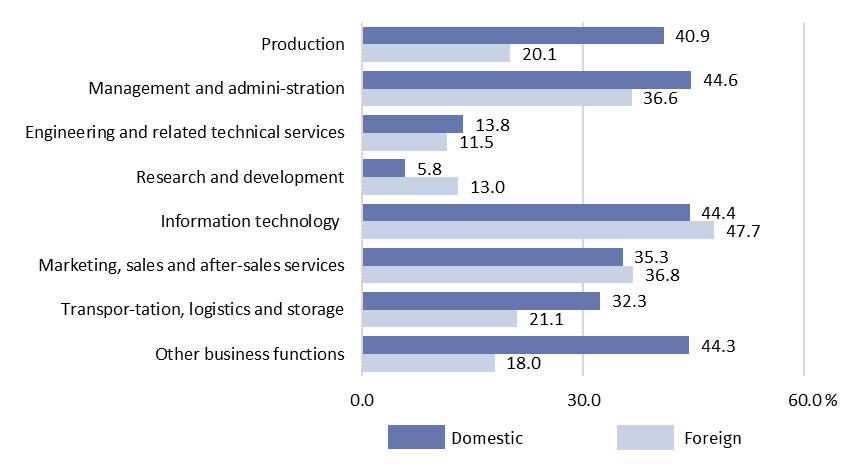 Production 40.9
20.1
Management and admini-stration 44.6
36.6
Engineering and related technical services 13.8
11.5
Research and development 5.8
13.0
Information technology 44.4
47.7
Marketing, sales and after-sales services 35.3
36.8
Transpor-tation, logistics and storage 32.3
21.1
Other business functions 44.3
18.0
0.0 30.0 60.0 %
Domestic Foreign